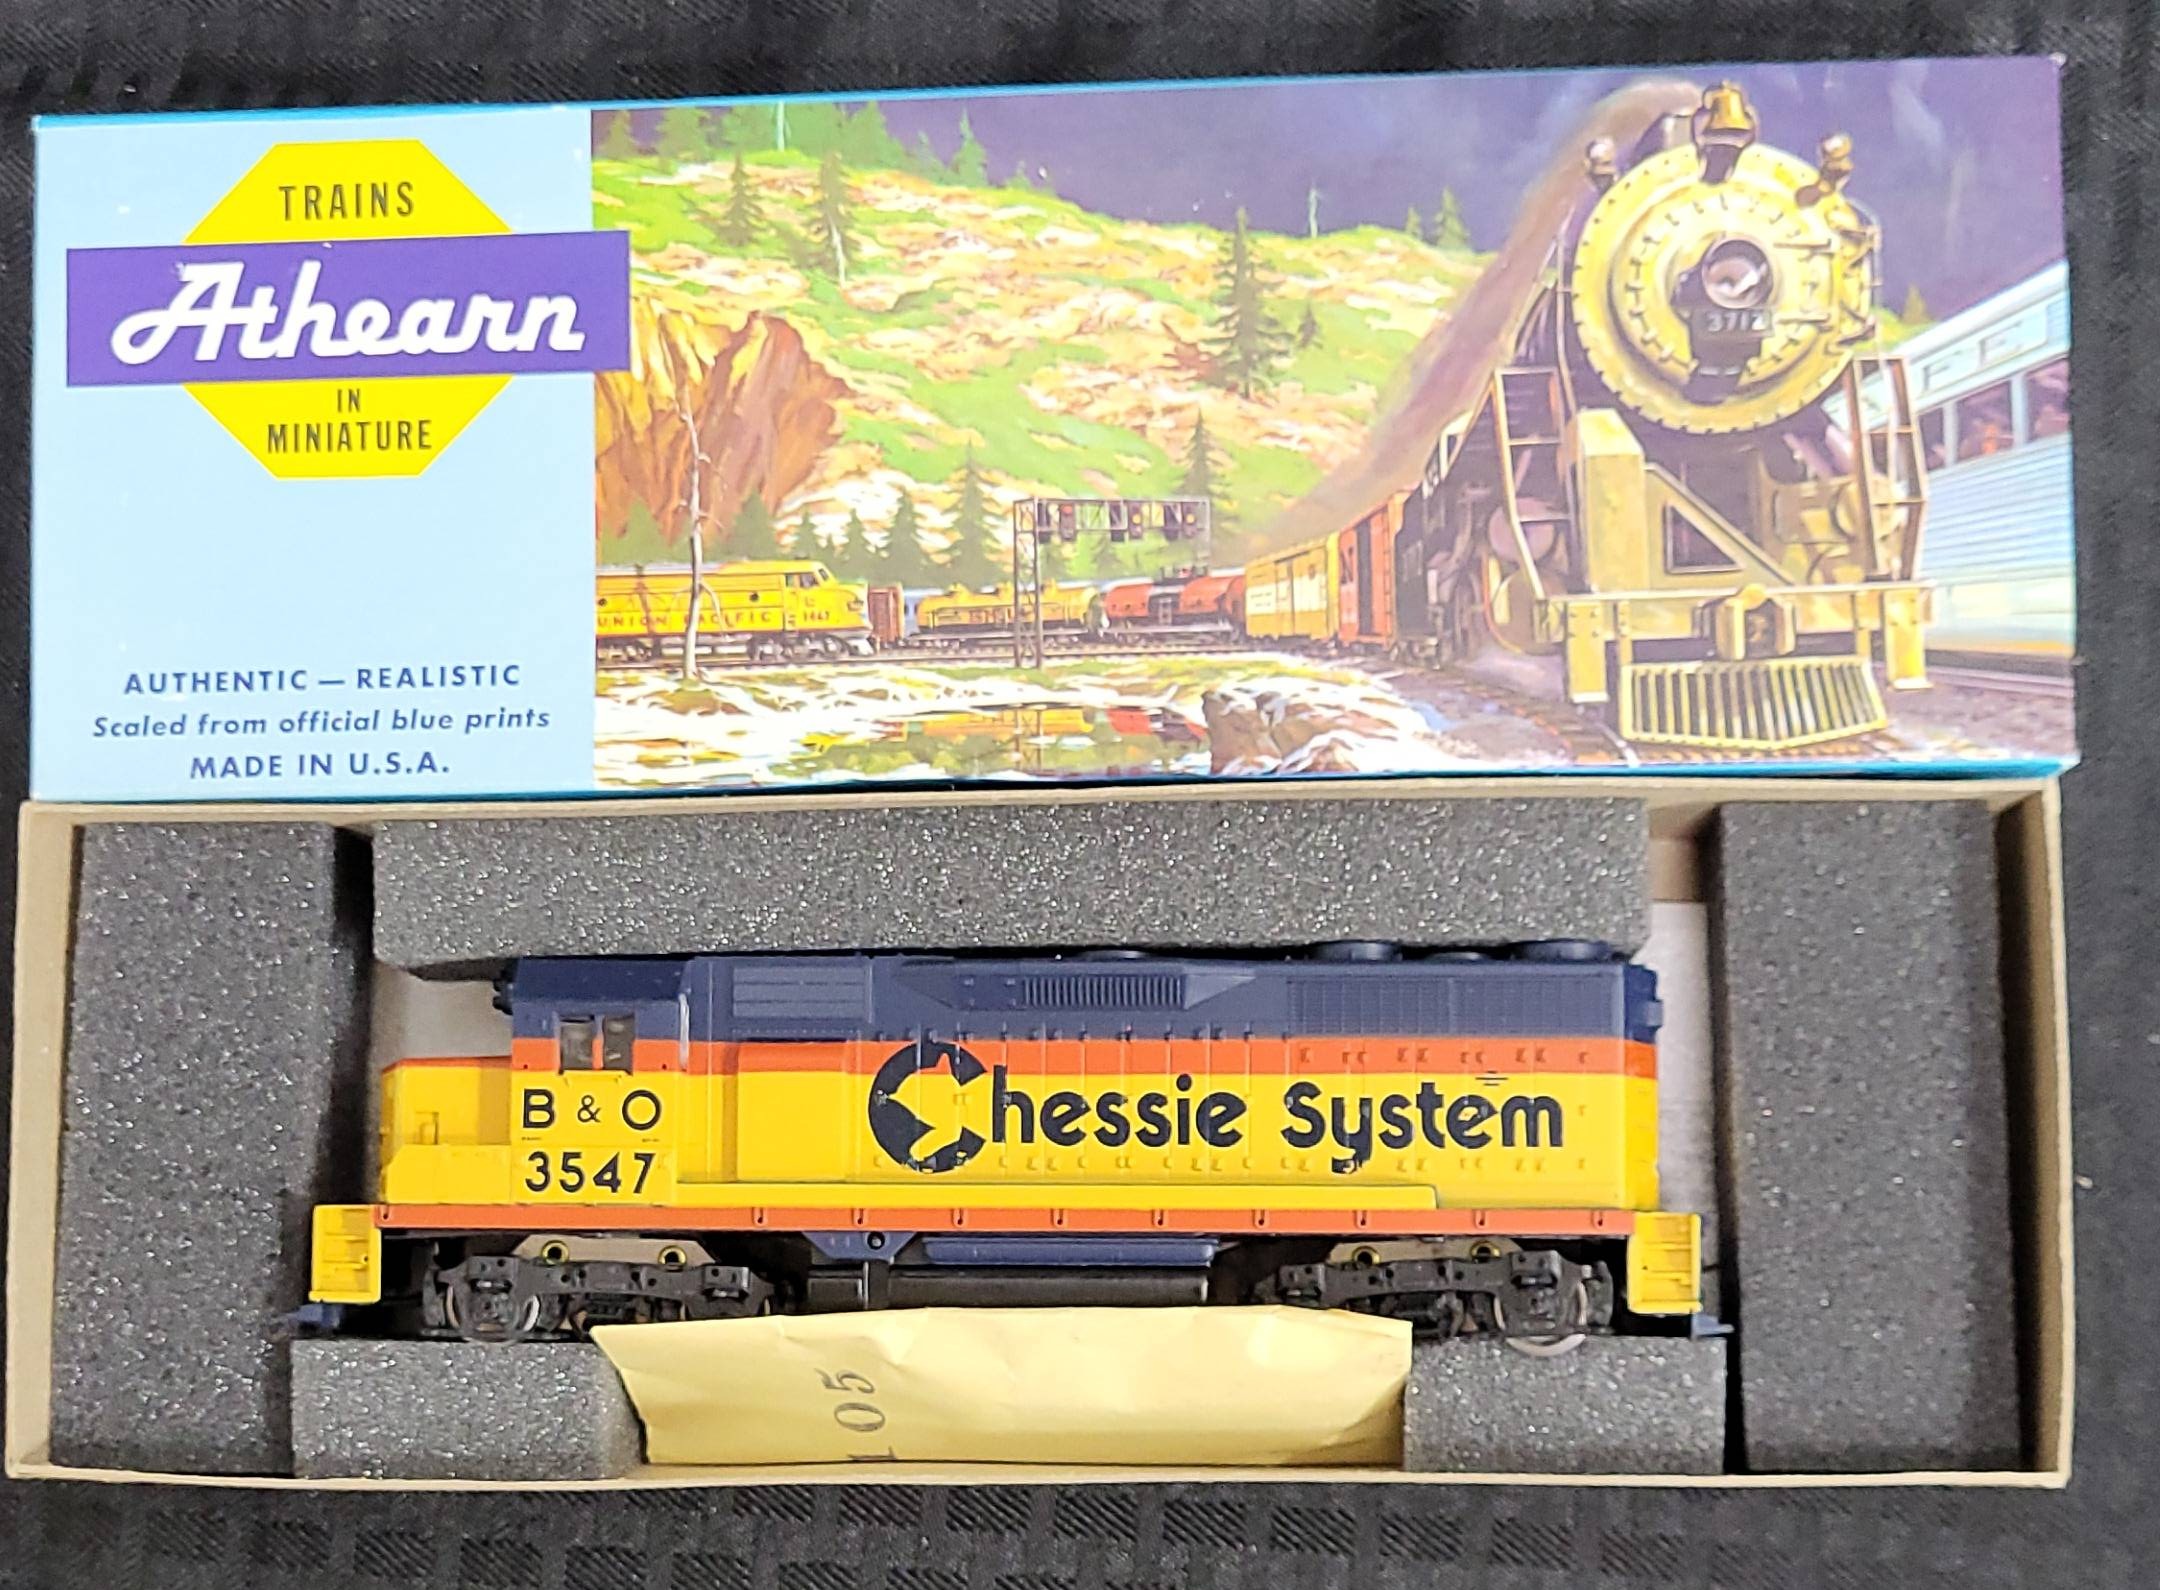 TRAINS
Athearn
IN
MINIATURE
AUTHENTIC — REALISTIC
Scaled from official blue prints
MADE IN U.S.A.
3712
UNION PACIFIC
B & O
3547
Chessie System
105